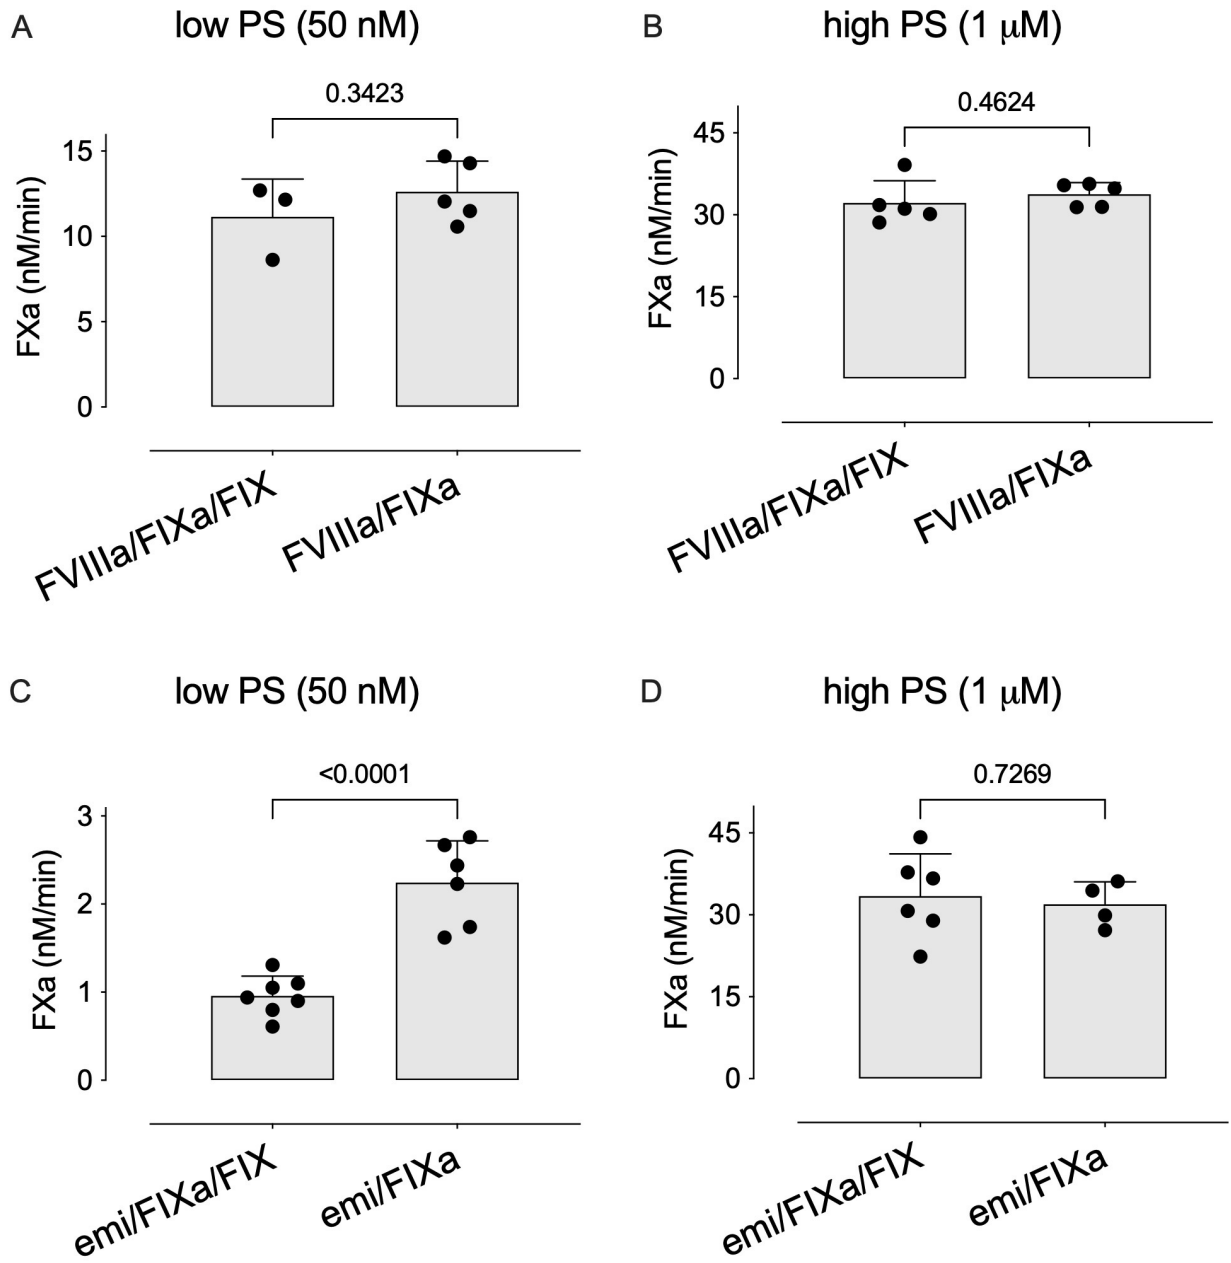 A
low PS (50 nM)
0.3423
15
10
5
0
FXa (nM/min)
FVIIIa/FIXa/FIX
FVIIIa/FIXa
B
high PS (1 μM)
0.4624
45
30
15
0
FXa (nM/min)
FVIIIa/FIXa/FIX
FVIIIa/FIXa
C
low PS (50 nM)
<0.0001
3
2
1
0
FXa (nM/min)
emi/FIXa/FIX
emi/FIXa
D
high PS (1 μM)
0.7269
45
30
15
0
FXa (nM/min)
emi/FIXa/FIX
emi/FIXa